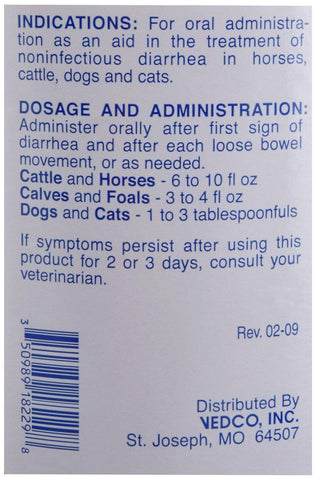 INDICATIONS: For oral administra-
tion as an aid in the treatment of
noninfectious diarrhea in horses,
cattle, dogs and cats.
DOSAGE AND ADMINISTRATION:
Administer orally after first sign of
diarrhea and after each loose bowel
movement, or as needed.
Cattle and Horses - 6 to 10 fl oz
Calves and Foals - 3 to 4 fl oz
Dogs and Cats - 1 to 3 tablespoonfuls
If symptoms persist after using this
product for 2 or 3 days, consult your
veterinarian.
Rev. 02-09
3 50989 18229 8
Distributed By
VEDCO, INC.
St. Joseph, MO 64507